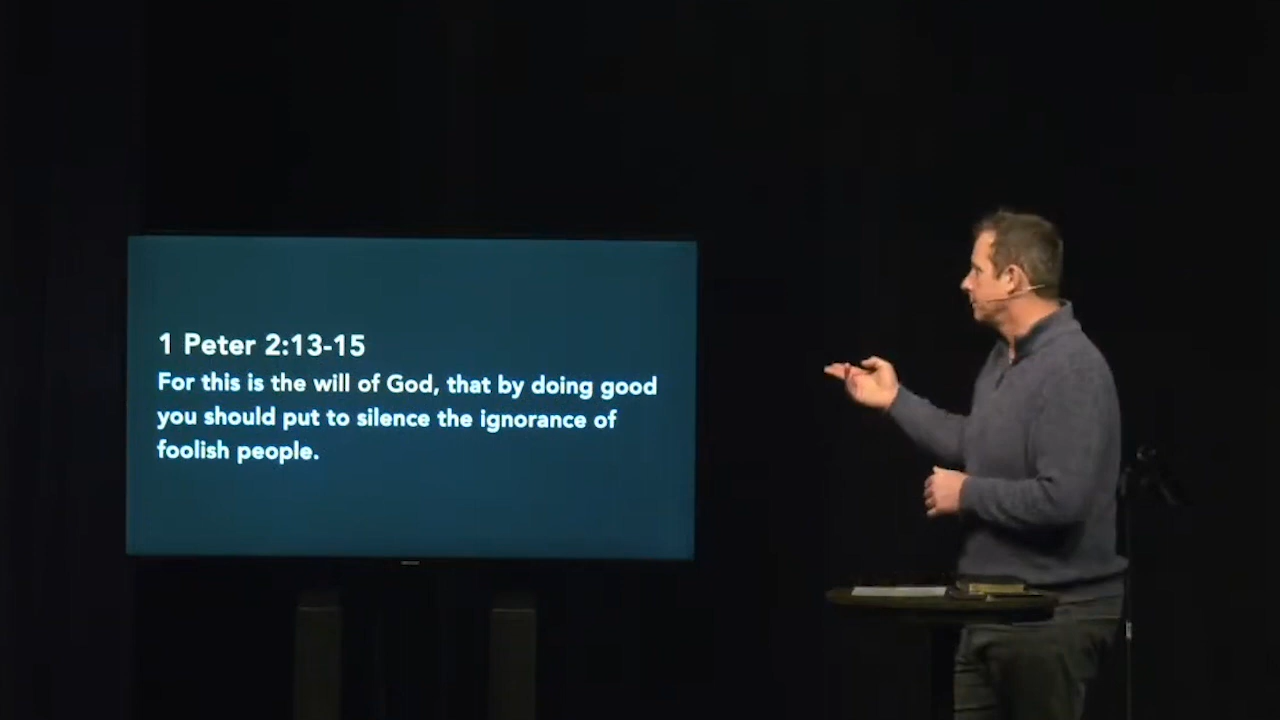 1 Peter 2:13-15
For this is the will of God, that by doing good
you should put to silence the ignorance of
foolish people.